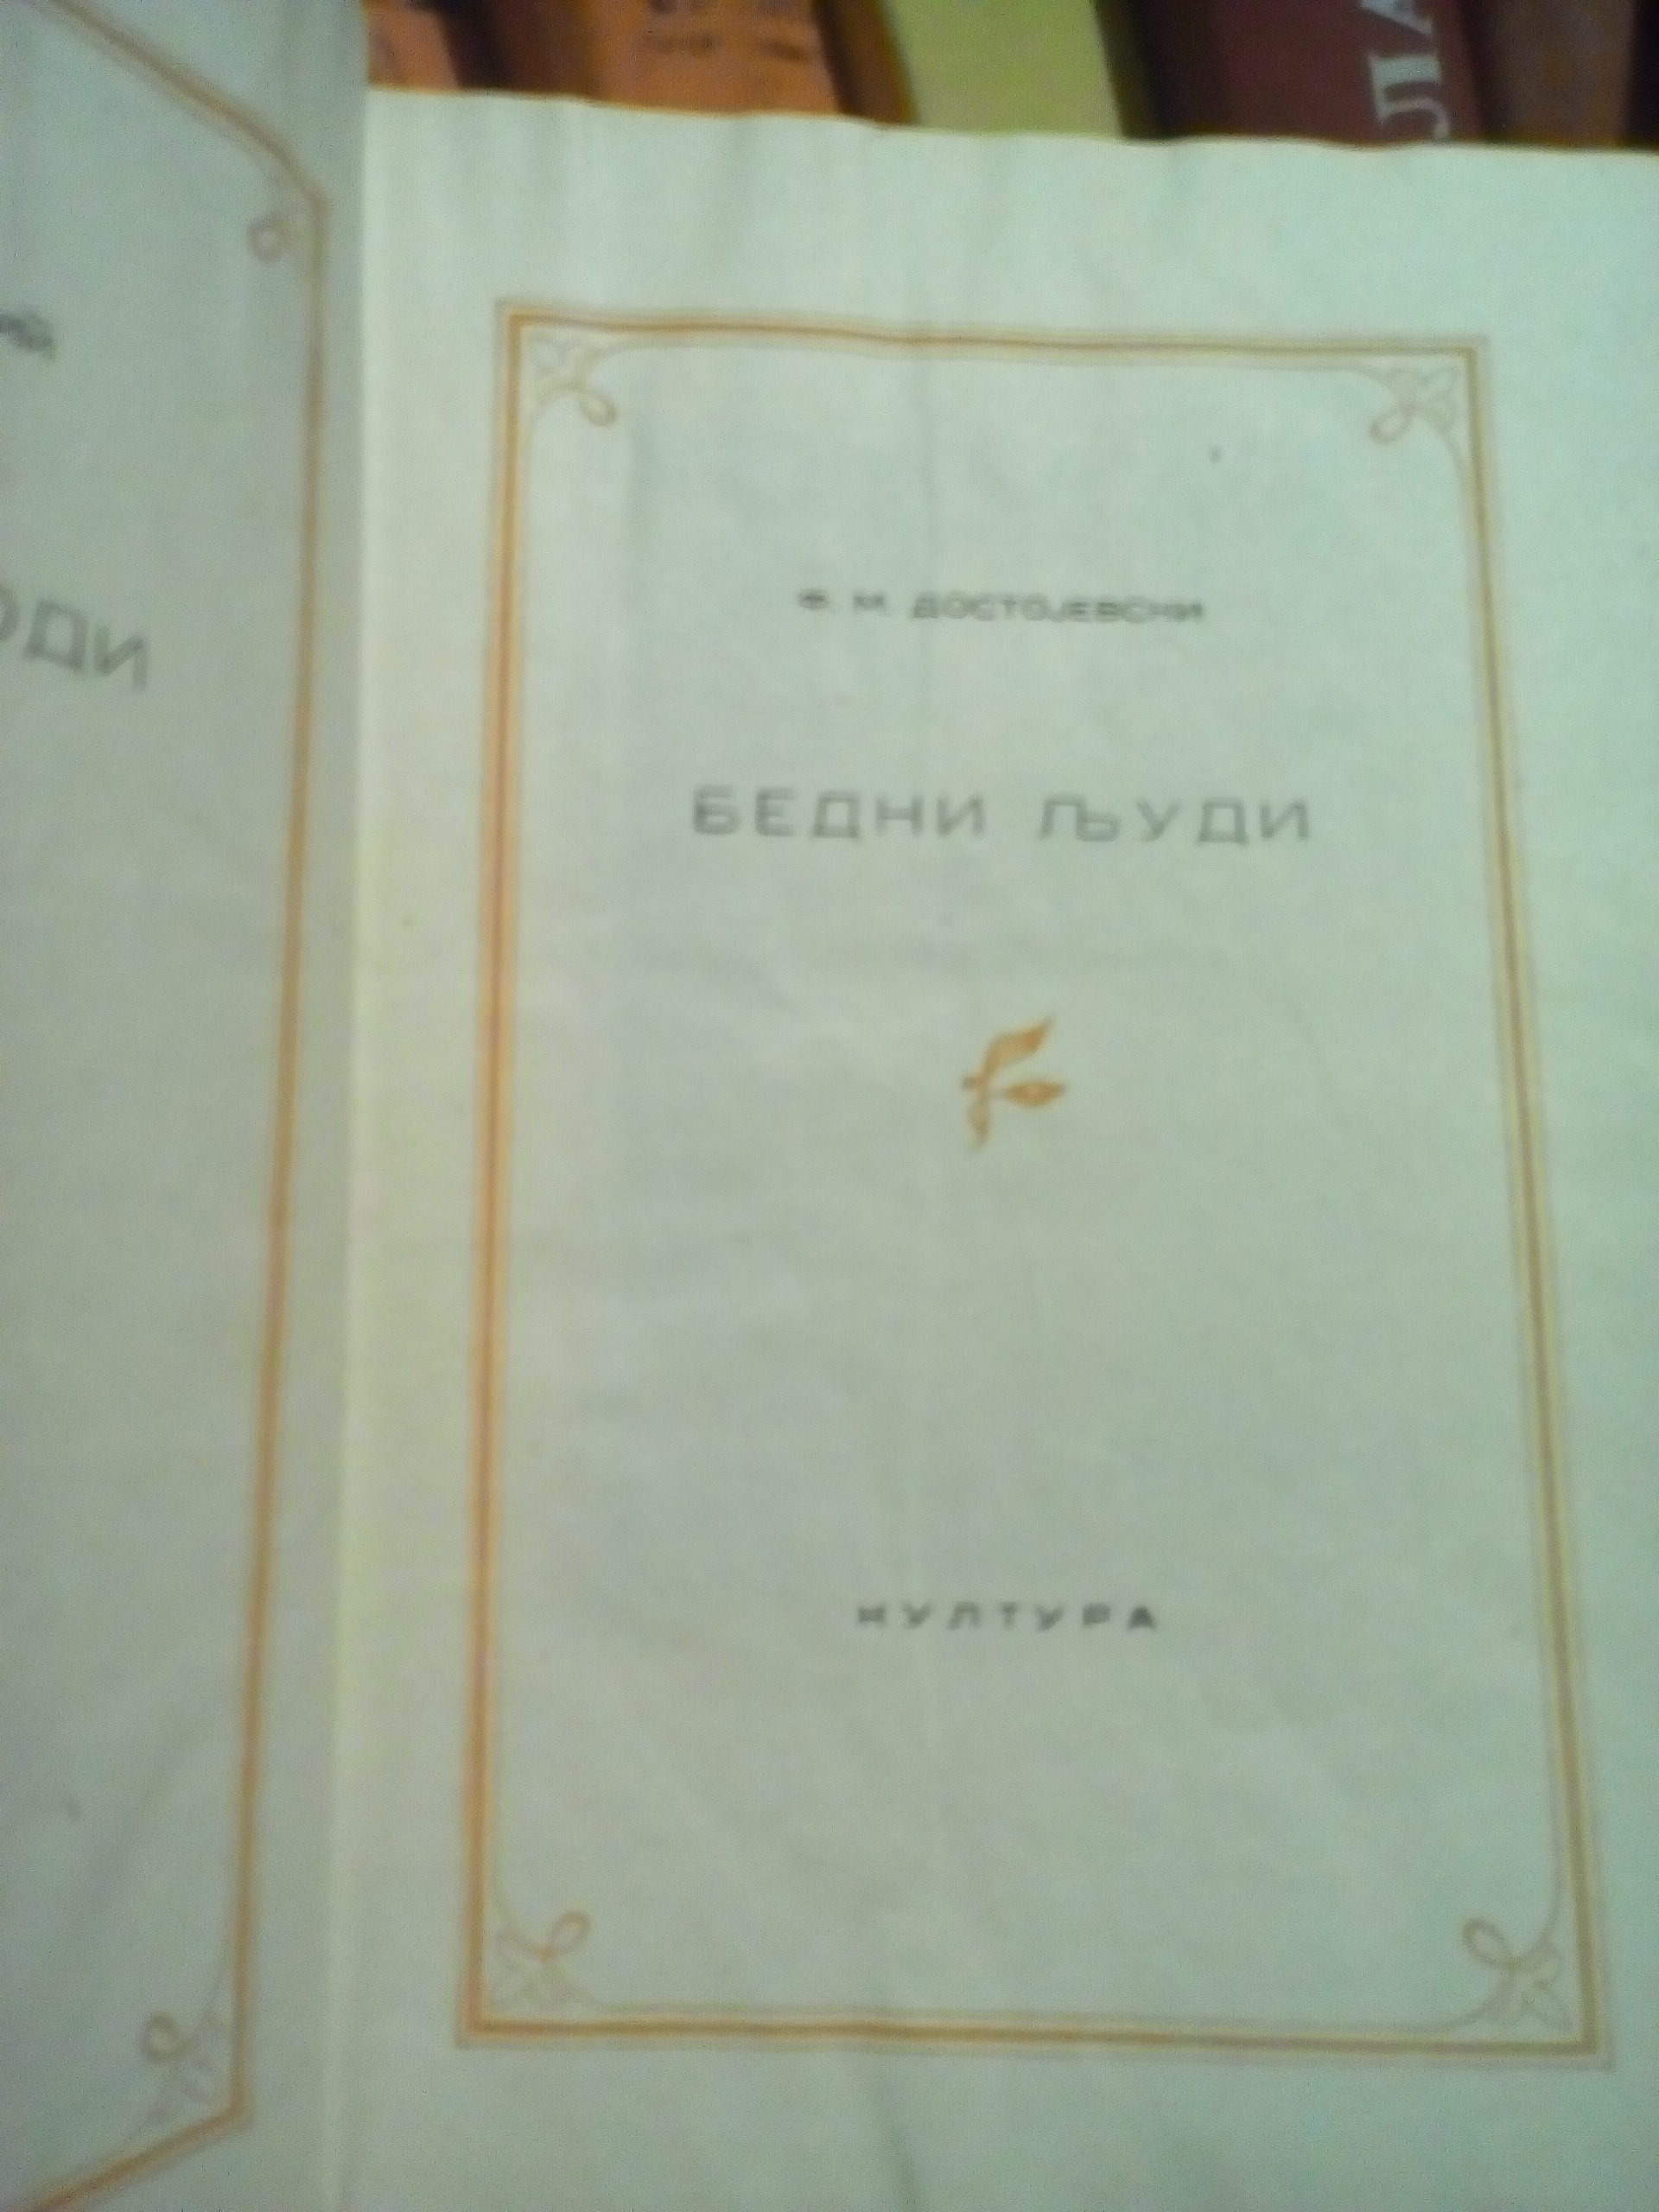 Ф. М. ДОСТОЈЕВСКИ
БЕДНИ ЉУДИ
КУЛТУРА